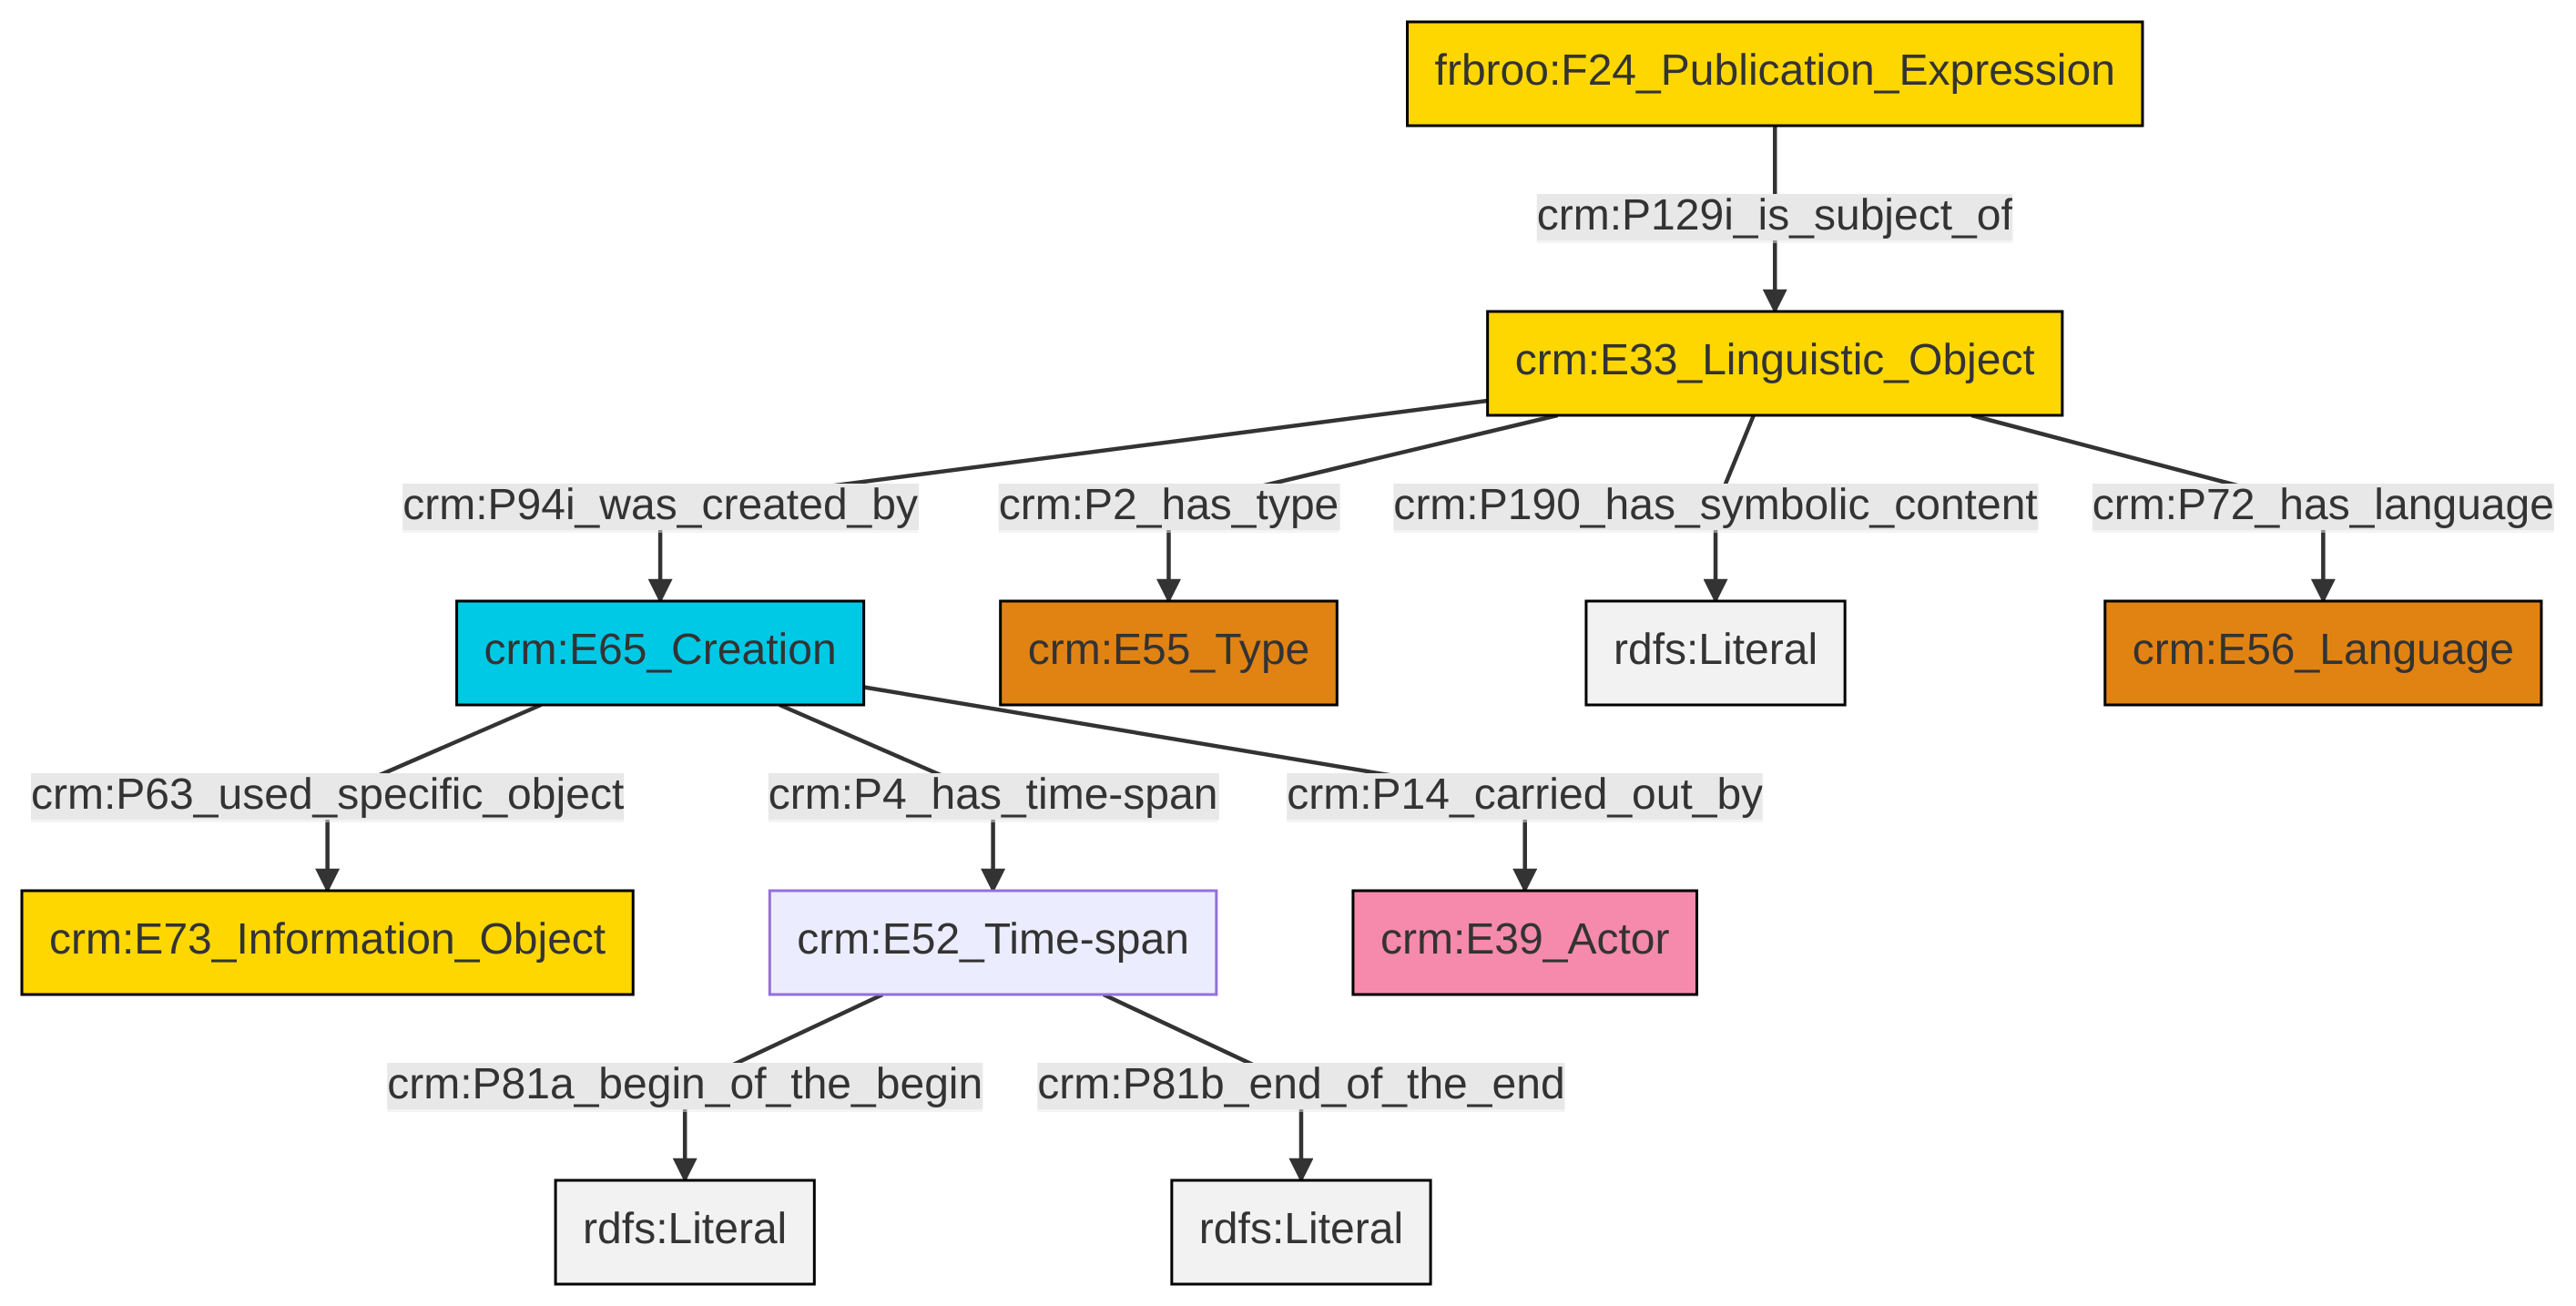 frbroo:F24_Publication_Expression
crm:P129i_is_subject_of
crm:E33_Linguistic_Object
crm:P94i_was_created_by
crm:P2_has_type
crm:P190_has_symbolic_content
crm:P72_has_language
crm:E65_Creation
crm:E55_Type
rdfs:Literal
crm:E56_Language
crm:P63_used_specific_object
crm:P4_has_time-span
crm:P14_carried_out_by
crm:E73_Information_Object
crm:E52_Time-span
crm:E39_Actor
crm:P81a_begin_of_the_begin
crm:P81b_end_of_the_end
rdfs:Literal
rdfs:Literal